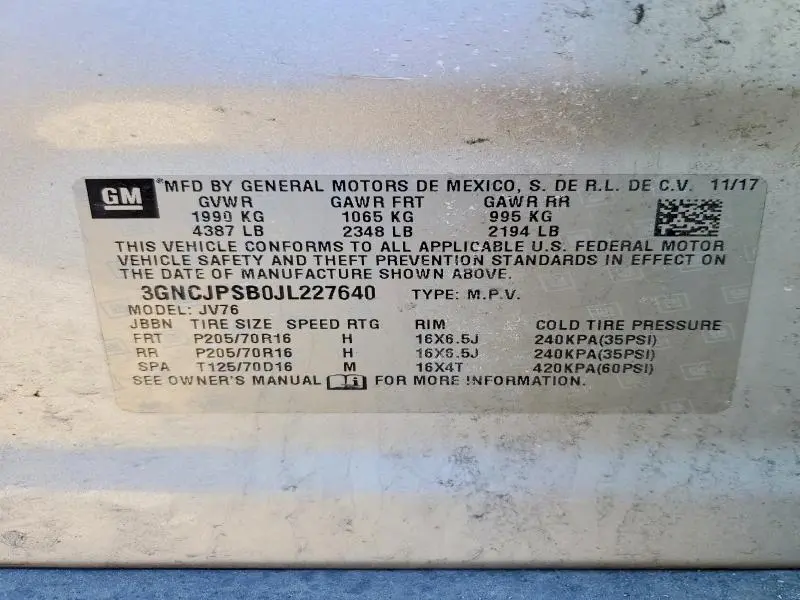 GM *MFD BY GENERAL MOTORS DE MEXICO, S. DE R.L. DE C.V. 11/17
GVWR GAWR FRT GAWR RR
1990 KG 1065 KG 995 KG
4387 LB 2348 LB 2194 LB
THIS VEHICLE CONFORMS TO ALL APPLICABLE U.S. FEDERAL MOTOR
VEHICLE SAFETY AND THEFT PREVENTION STANDARDS IN EFFECT ON
THE DATE OF MANUFACTURE SHOWN ABOVE.
3GNCJPSB0JL227640 TYPE: M.P.V.
MODEL: JV76
JBBN TIRE SIZE SPEED RTG RIM COLD TIRE PRESSURE
FRT P205/70R16 H 16X6.5J 240KPA(35PSI)
RR P205/70R16 H 16X6.5J 240KPA(35PSI)
SPA T125/70D16 M 16X4T 420KPA(60PSI)
SEE OWNER'S MANUAL i FOR MORE INFORMATION.